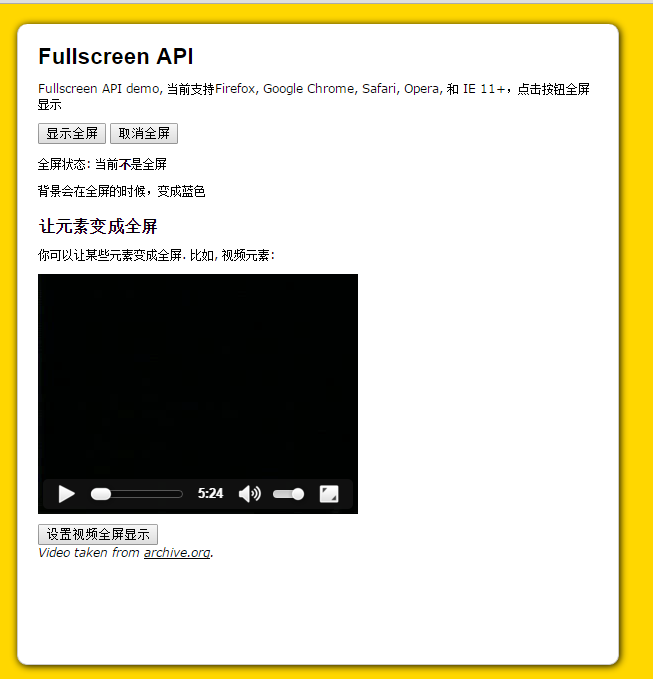 Fullscreen API
Fullscreen API demo, 当前支持Firefox, Google Chrome, Safari, Opera, 和 IE 11+，点击按钮全屏
显示
显示全屏 取消全屏
全屏状态: 当前不是全屏
背景会在全屏的时候，变成蓝色
让元素变成全屏
你可以让某些元素变成全屏. 比如, 视频元素:
5:24
设置视频全屏显示
Video taken from archive.org.